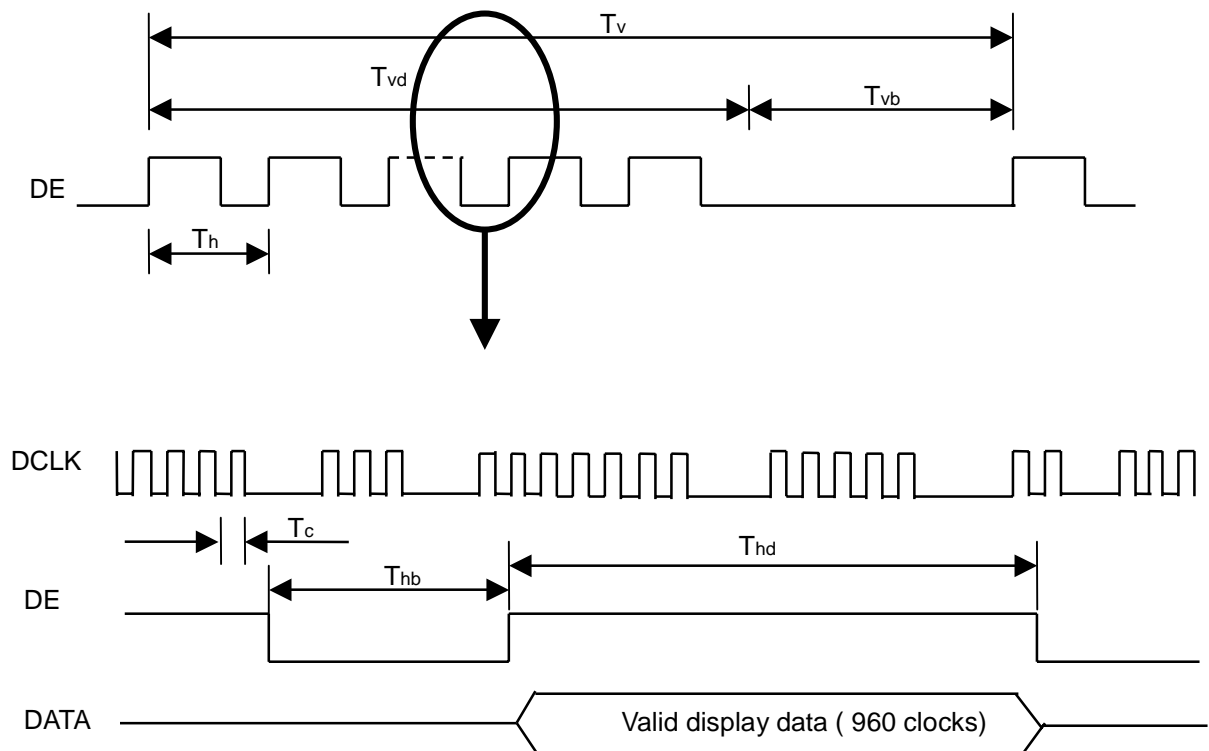 Tv
Tvd
Tvb
DE
Th
DCLK
Tc
Thd
Thb
DE
DATA
Valid display data ( 960 clocks)